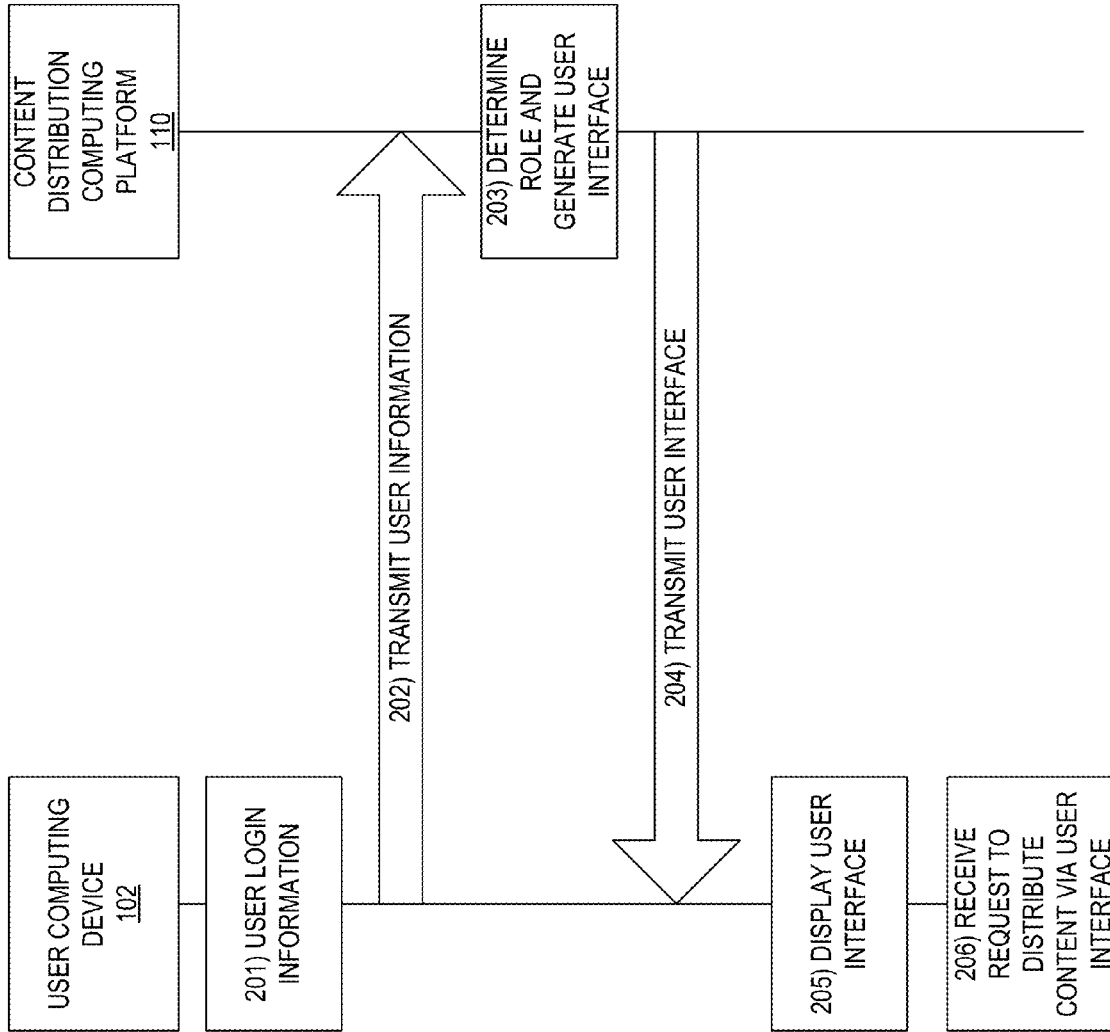 USER COMPUTING
DEVICE
102
CONTENT
DISTRIBUTION
COMPUTING
PLATFORM
110
201) USER LOGIN
INFORMATION
202) TRANSMIT USER INFORMATION
203) DETERMINE
ROLE AND
GENERATE USER
INTERFACE
204) TRANSMIT USER INTERFACE
205) DISPLAY USER
INTERFACE
206) RECEIVE
REQUEST TO
DISTRIBUTE
CONTENT VIA USER
INTERFACE